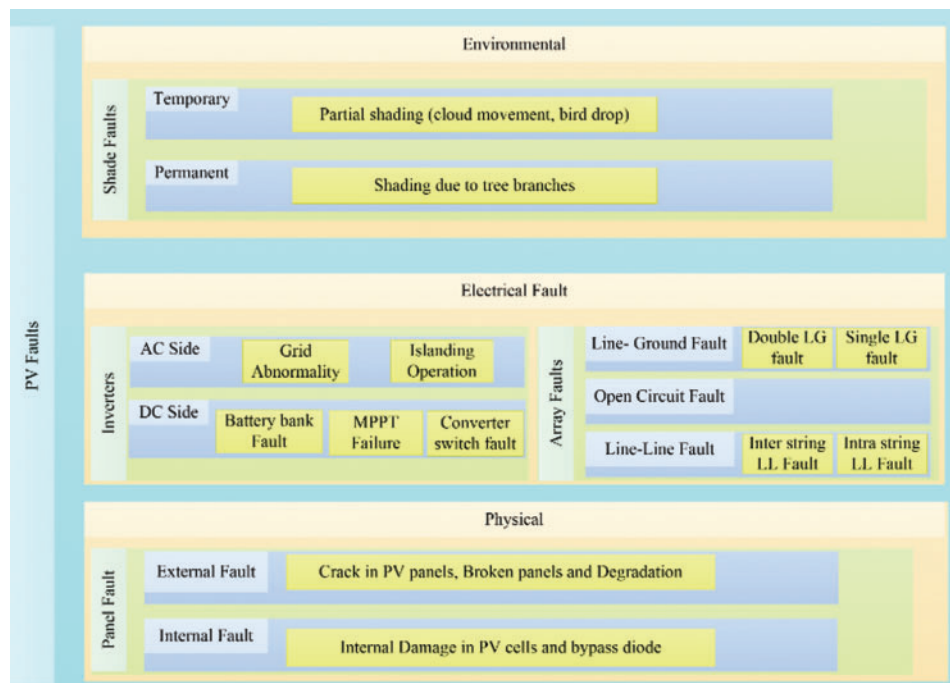 PV Faults
Environmental
Shade Faults
Temporary
Partial shading (cloud movement, bird drop)
Permanent
Shading due to tree branches
Electrical Fault
Inverters
AC Side
Grid
Abnormality
Islanding
Operation
DC Side
Battery bank
Fault
MPPT
Failure
Converter
switch fault
Array Faults
Line- Ground Fault
Double LG
fault
Single LG
fault
Open Circuit Fault
Line-Line Fault
Inter string
LL Fault
Intra string
LL Fault
Physical
Panel Fault
External Fault
Crack in PV panels, Broken panels and Degradation
Internal Fault
Internal Damage in PV cells and bypass diode